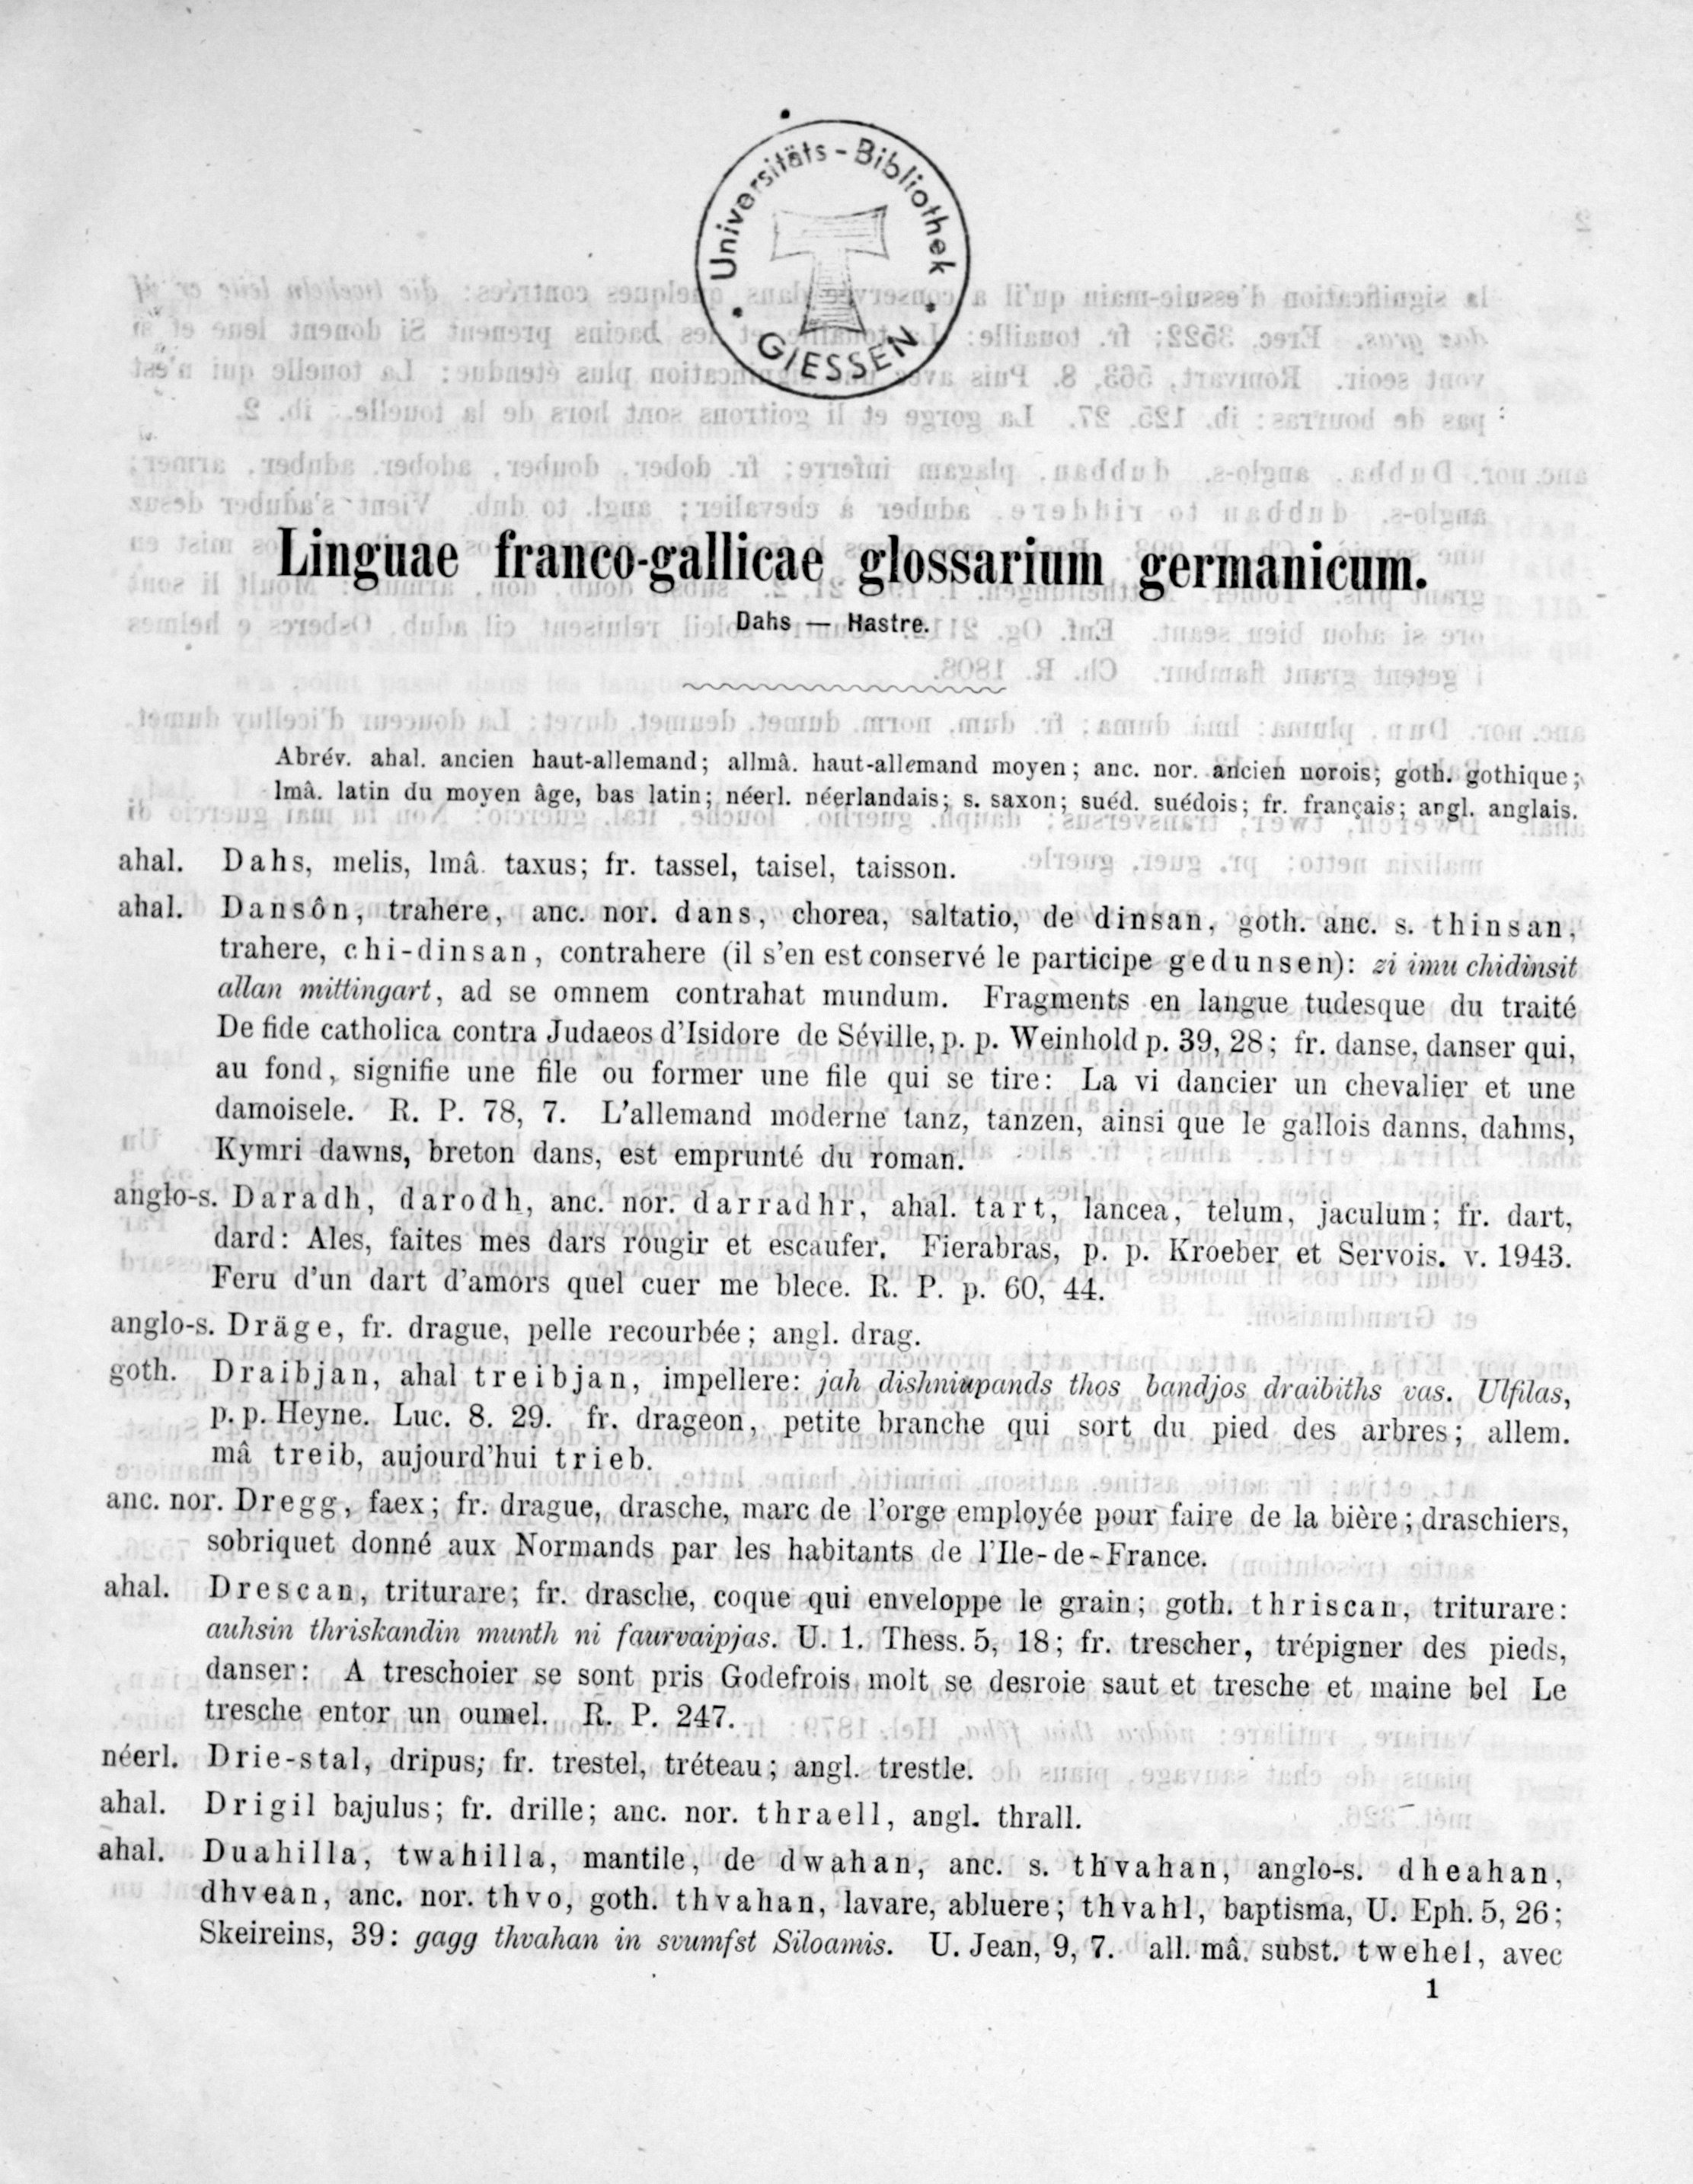 Universitäts-Bibliothek
GIESSEN
Linguae franco-gallicae glossarium germanicum.
Dahs — Hastre.
Abrév. ahal. ancien haut-allemand; allmâ. haut-allemand moyen; anc. nor. ancien norois; goth. gothique;
lmâ. latin du moyen âge, bas latin; néerl. néerlandais; s. saxon; suéd. suédois; fr. français; angl. anglais.
ahal. Dahs, melis, lmâ. taxus; fr. tassel, taisel, taisson.
ahal. Dansôn, trahere, anc. nor. dans, chorea, saltatio, de dinsan, goth. anc. s. thinsan,
trahere, chi-dinsan, contrahere (il s'en est conservé le participe gedunsen): zi imu chidinsit
allan mittingart, ad se omnem contrahat mundum. Fragments en langue tudesque du traité
De fide catholica contra Judaeos d'Isidore de Séville, p. p. Weinhold p. 39, 28; fr. danse, danser qui,
au fond, signifie une file ou former une file qui se tire: La vi dancier un chevalier et une
damoisele. R. P. 78, 7. L'allemand moderne tanz, tanzen, ainsi que le gallois danns, dahms,
Kymri dawns, breton dans, est emprunté du roman.
anglo-s. Daradh, darodh, anc. nor. darradhr, ahal. tart, lancea, telum, jaculum; fr. dart,
dard: Ales, faites mes dars rougir et escaufer. Fierabras, p. p. Kroeber et Servois. v. 1943.
Feru d'un dart d'amors quel cuer me blece. R. P. p. 60, 44.
anglo-s. Dräge, fr. drague, pelle recourbée; angl. drag.
goth. Draibjan, ahal treibjan, impellere: jah dishniupands thos bandjos draibiths vas. Ulfilas,
p. p. Heyne. Luc. 8. 29. fr. drageon, petite branche qui sort du pied des arbres; allem.
mâ treib, aujourd'hui trieb.
anc. nor. Dregg, faex; fr. drague, drasche, marc de l'orge employée pour faire de la bière; draschiers,
sobriquet donné aux Normands par les habitants de l'Ile-de-France.
ahal. Drescan, triturare; fr. drasche, coque qui enveloppe le grain; goth. thriscan, triturare:
auhsin thriskandin munth ni faurvaipjas. U. 1. Thess. 5, 18; fr. trescher, trépigner des pieds,
danser: A treschoier se sont pris Godefrois molt se desroie saut et tresche et maine bel Le
tresche entor un oumel. R. P. 247.
néerl. Drie-stal, dripus; fr. trestel, tréteau; angl. trestle.
ahal. Drigil bajulus; fr. drille; anc. nor. thraell, angl. thrall.
ahal. Duahilla, twahilla, mantile, de dwahan, anc. s. thvahan, anglo-s. dheahan,
dhvean, anc. nor. thvo, goth. thvahan, lavare, abluere; thvahl, baptisma, U. Eph. 5, 26;
Skeireins, 39: gagg thvahan in svumfst Siloamis. U. Jean, 9, 7. all. mâ. subst. twehel, avec
1